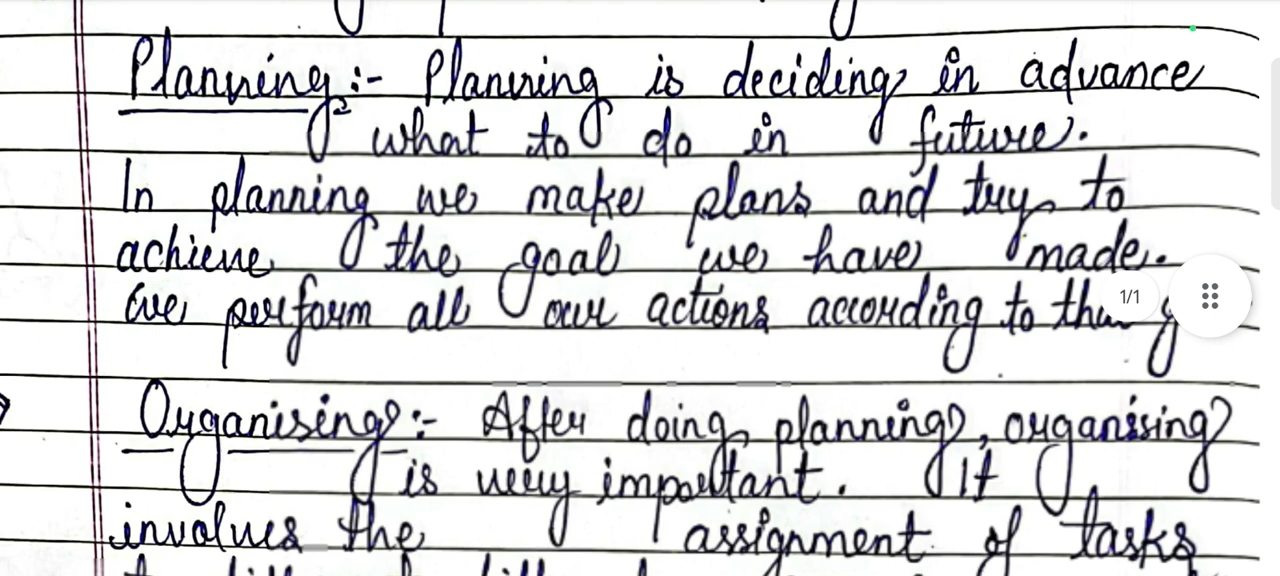 Planning :- Planning is deciding in advance
what to do in future.
In planning we make plans and try to
achieve the goal we have made.
we perform all our actions according to
1/1
Organising :- After doing planning, organising
is very important. It
involves the assignment of tasks